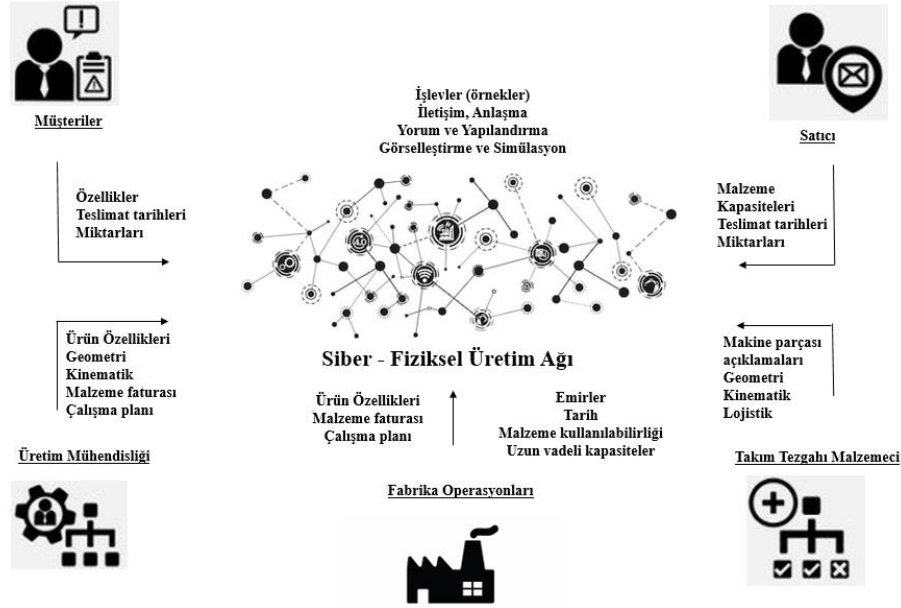 Müşteriler
Satıcı
İşlevler (örnekler)
İletişim, Anlaşma
Yorum ve Yapılandırma
Görselleştirme ve Simülasyon
Özellikler
Teslimat tarihleri
Miktarları
Malzeme
Kapasiteleri
Teslimat tarihleri
Miktarları
Siber - Fiziksel Üretim Ağı
Ürün Özellikleri
Geometri
Kinematik
Malzeme faturası
Çalışma planı
Makine parçası
açıklamaları
Geometri
Kinematik
Lojistik
Ürün Özellikleri
Malzeme faturası
Çalışma planı
Emirler
Tarih
Malzeme kullanılabilirliği
Uzun vadeli kapasiteler
Üretim Mühendisliği
Fabrika Operasyonları
Takım Tezgahı Malzemeci